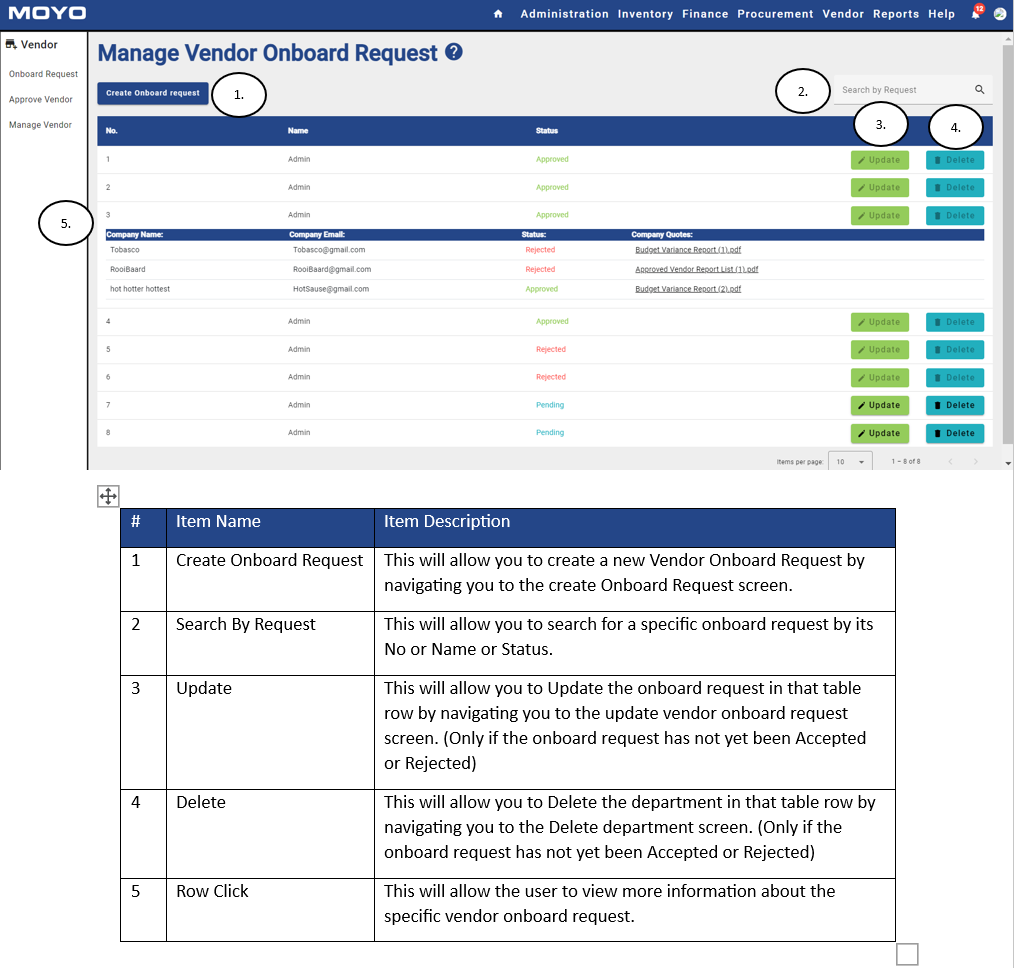 MOYO
Administration Inventory Finance Procurement Vendor Reports Help 12
Vendor
Onboard Request
Approve Vendor
Manage Vendor
Manage Vendor Onboard Request ?
Create Onboard request 1. 2. Search by Request
3. 4.
No. Name Status
1 Admin Approved Update Delete
2 Admin Approved Update Delete
3 Admin Approved Update Delete
5.
Company Name: Company Email: Status: Company Quotes:
Tobasco Tobasco@gmail.com Rejected Budget Variance Report (1).pdf
RooiBaard RooiBaard@gmail.com Rejected Approved Vendor Report List (1).pdf
hot hotter hottest HotSause@gmail.com Approved Budget Variance Report (2).pdf
4 Admin Approved Update Delete
5 Admin Rejected Update Delete
6 Admin Rejected Update Delete
7 Admin Pending Update Delete
8 Admin Pending Update Delete
Items per page: 10 1 – 8 of 8
# Item Name Item Description
1 Create Onboard Request This will allow you to create a new Vendor Onboard Request by
navigating you to the create Onboard Request screen.
2 Search By Request This will allow you to search for a specific onboard request by its
No or Name or Status.
3 Update This will allow you to Update the onboard request in that table
row by navigating you to the update vendor onboard request
screen. (Only if the onboard request has not yet been Accepted
or Rejected)
4 Delete This will allow you to Delete the department in that table row by
navigating you to the Delete department screen. (Only if the
onboard request has not yet been Accepted or Rejected)
5 Row Click This will allow the user to view more information about the
specific vendor onboard request.